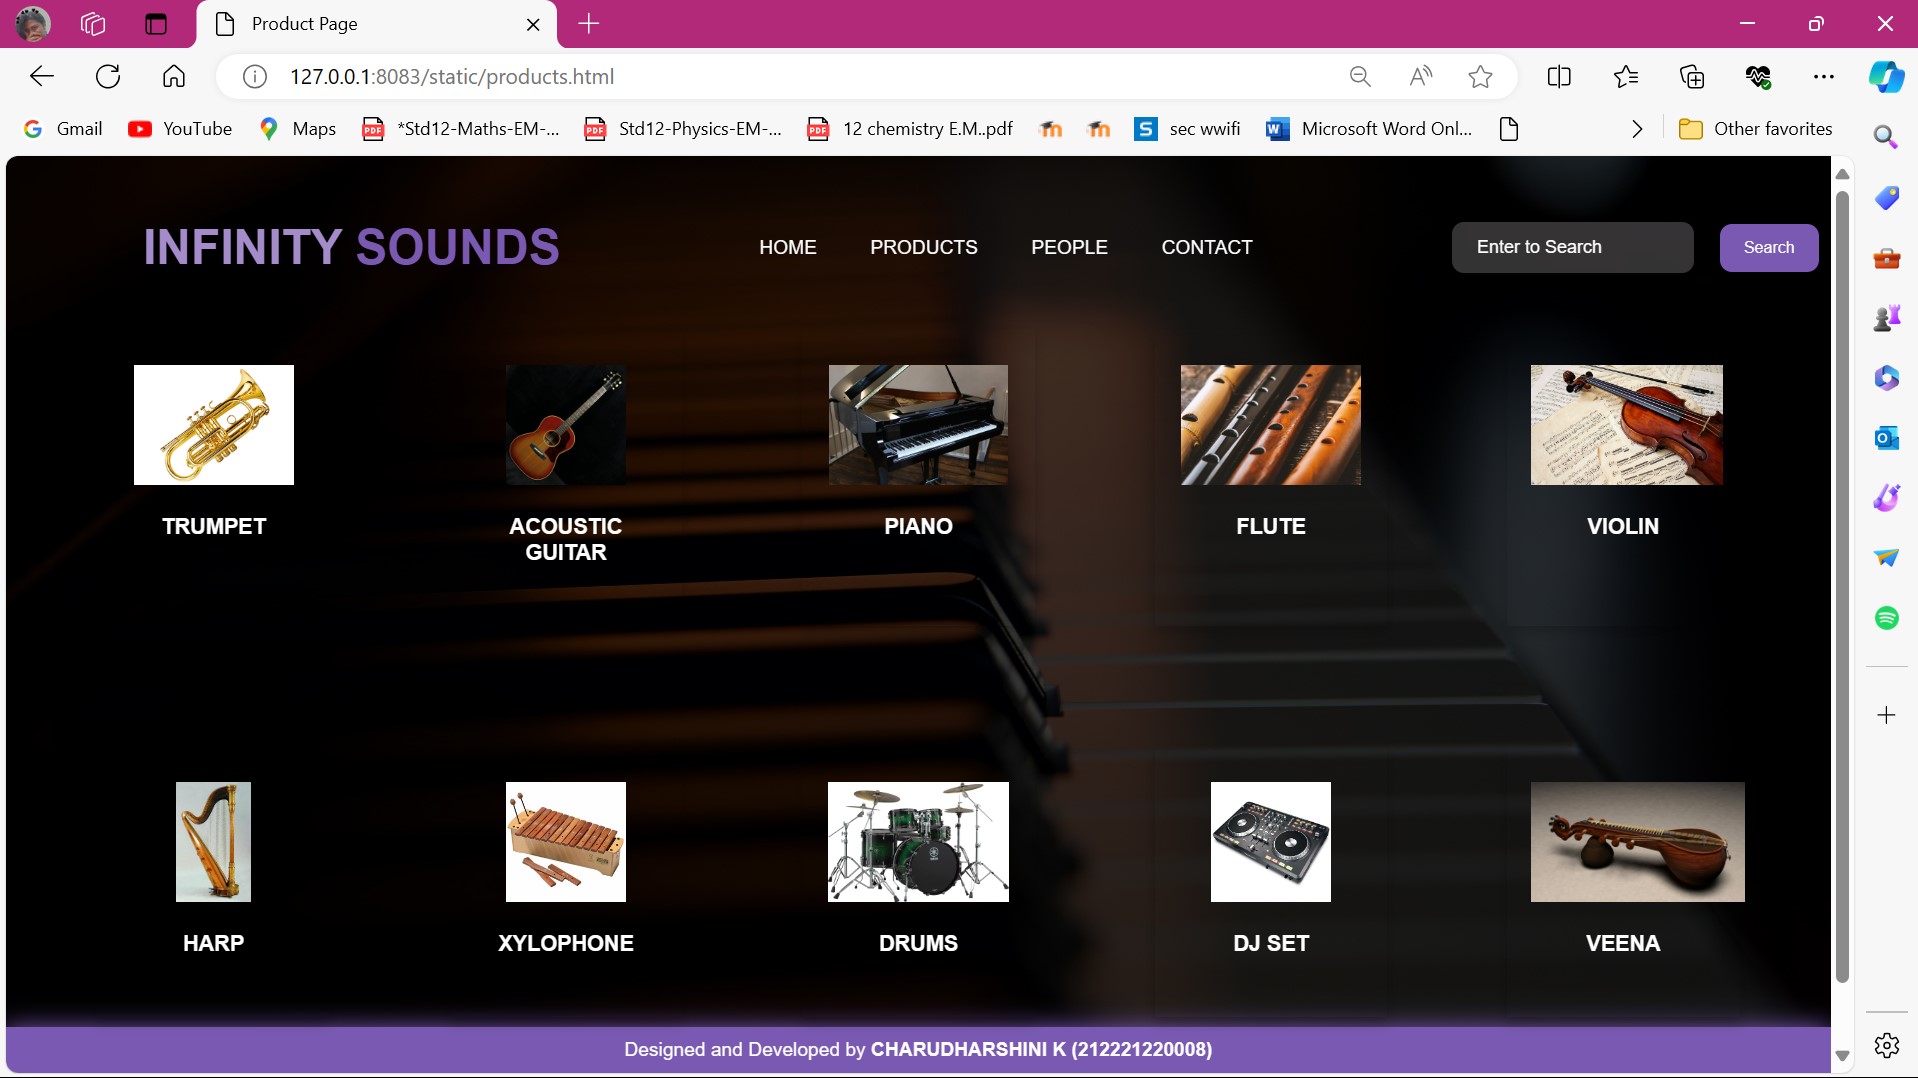 Product Page
127.0.0.1:8083/static/products.html
Gmail YouTube Maps *Std12-Maths-EM-... Std12-Physics-EM-... 12 chemistry E.M..pdf sec wwifi Microsoft Word Onl... Other favorites
INFINITY SOUNDS HOME PRODUCTS PEOPLE CONTACT Enter to Search Search
TRUMPET ACOUSTIC PIANO FLUTE VIOLIN
GUITAR
HARP XYLOPHONE DRUMS DJ SET VEENA
Designed and Developed by CHARUDHARSHINI K (212221220008)